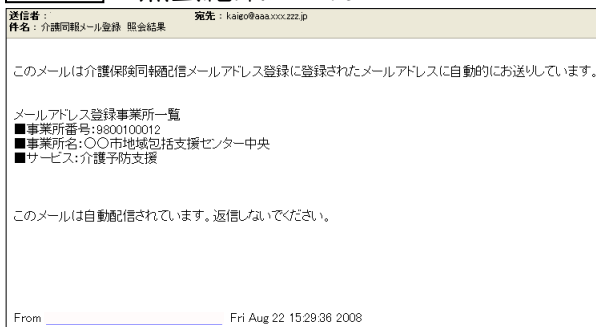 送信者： 宛先： kaigo@aaa.xxx.zzz.jp
件名： 介護同報メール登録 照会結果
このメールは介護保険同報配信メールアドレス登録に登録されたメールアドレスに自動的にお送りしています。
メールアドレス登録事業所一覧
■事業所番号:9800100012
■事業所名:〇〇市地域包括支援センター中央
■サービス:介護予防支援
このメールは自動配信されています。返信しないでください。
From Fri Aug 22 15:29:36 2008